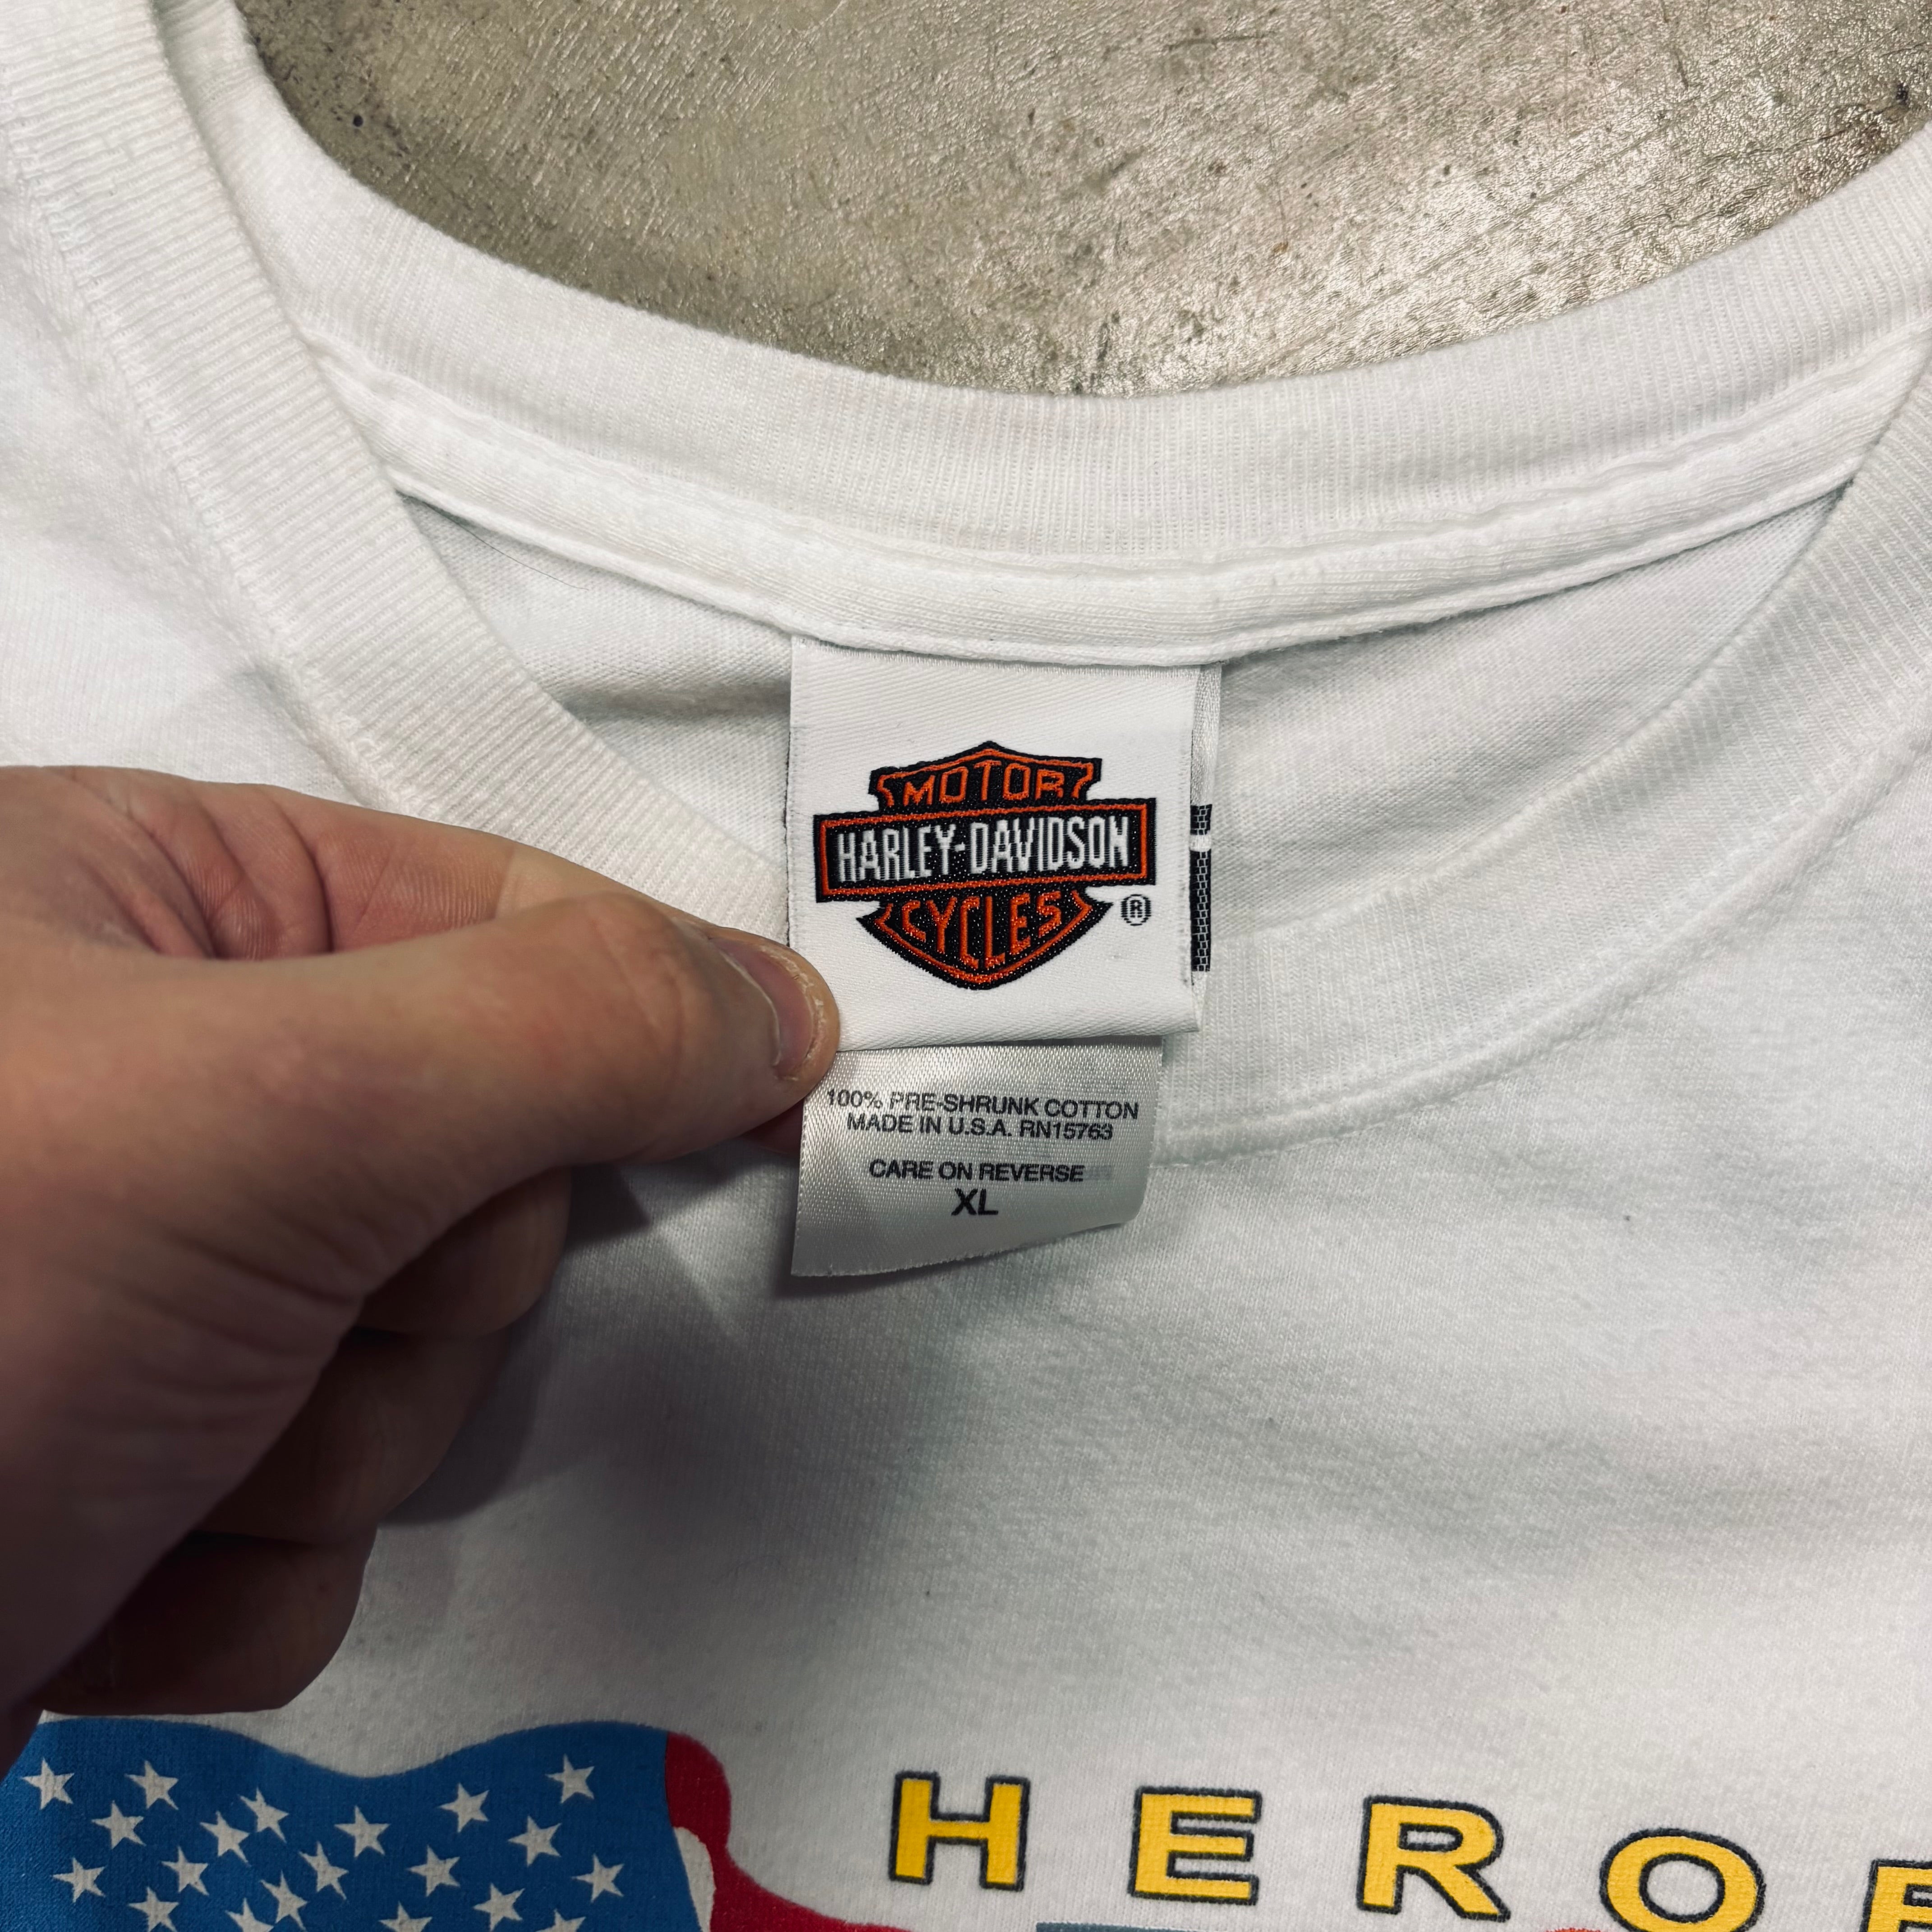 MOTOR
HARLEY-DAVIDSON
CYCLES
®
100% PRE-SHRUNK COTTON
MADE IN U.S.A. RN15763
CARE ON REVERSE
XL
HERO